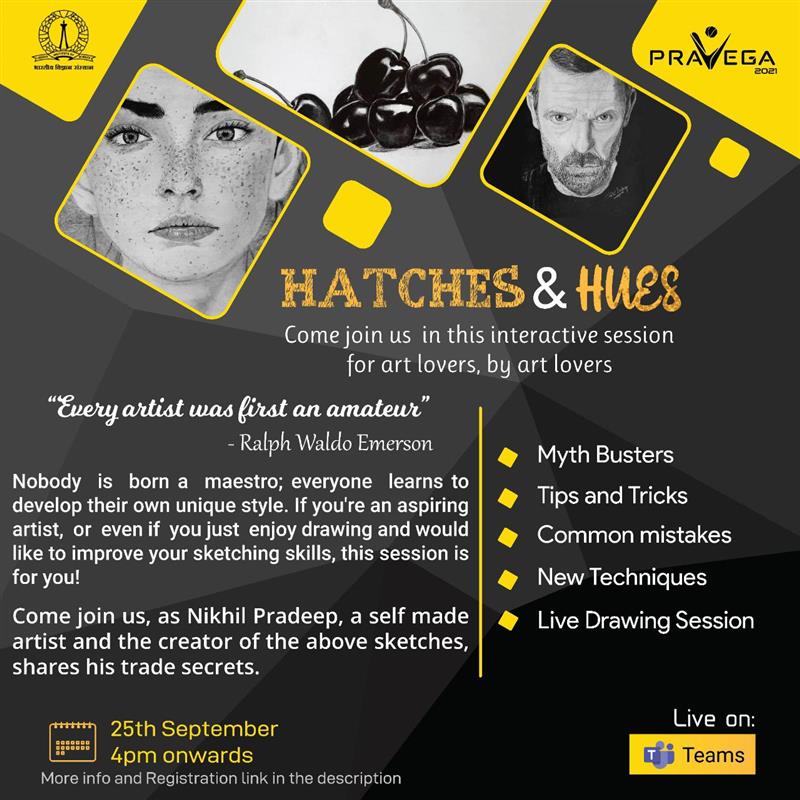 भारतीय विज्ञान संस्थान
PRAVEGA
2021
HATCHES & HUES
Come join us in this interactive session
for art lovers, by art lovers
“Every artist was first an amateur”
- Ralph Waldo Emerson
Nobody is born a maestro; everyone learns to
develop their own unique style. If you're an aspiring
artist, or even if you just enjoy drawing and would
like to improve your sketching skills, this session is
for you!
Come join us, as Nikhil Pradeep, a self made
artist and the creator of the above sketches,
shares his trade secrets.
Myth Busters
Tips and Tricks
Common mistakes
New Techniques
Live Drawing Session
25th September
4pm onwards
More info and Registration link in the description
Live on:
T Teams